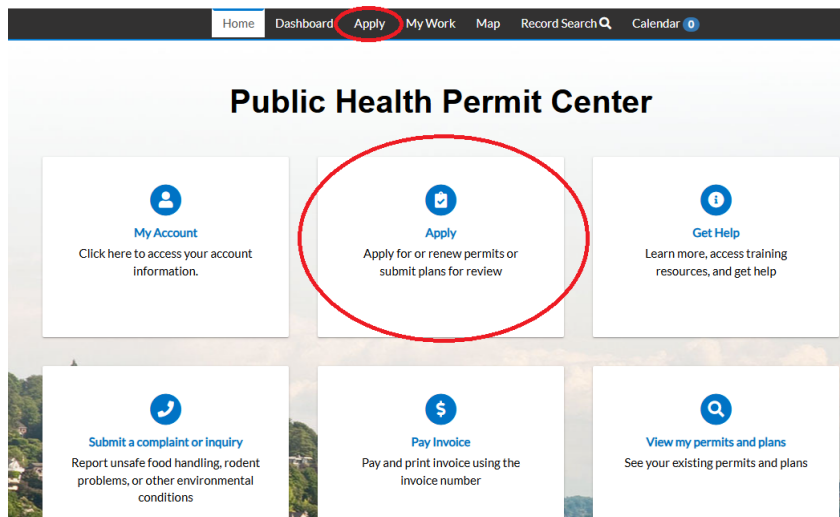 Home Dashboard Apply My Work Map Record Search Calendar 0
Public Health Permit Center
My Account
Click here to access your account
information.
Apply
Apply for or renew permits or
submit plans for review
Get Help
Learn more, access training
resources, and get help
Submit a complaint or inquiry
Report unsafe food handling, rodent
problems, or other environmental
conditions
Pay Invoice
Pay and print invoice using the
invoice number
View my permits and plans
See your existing permits and plans